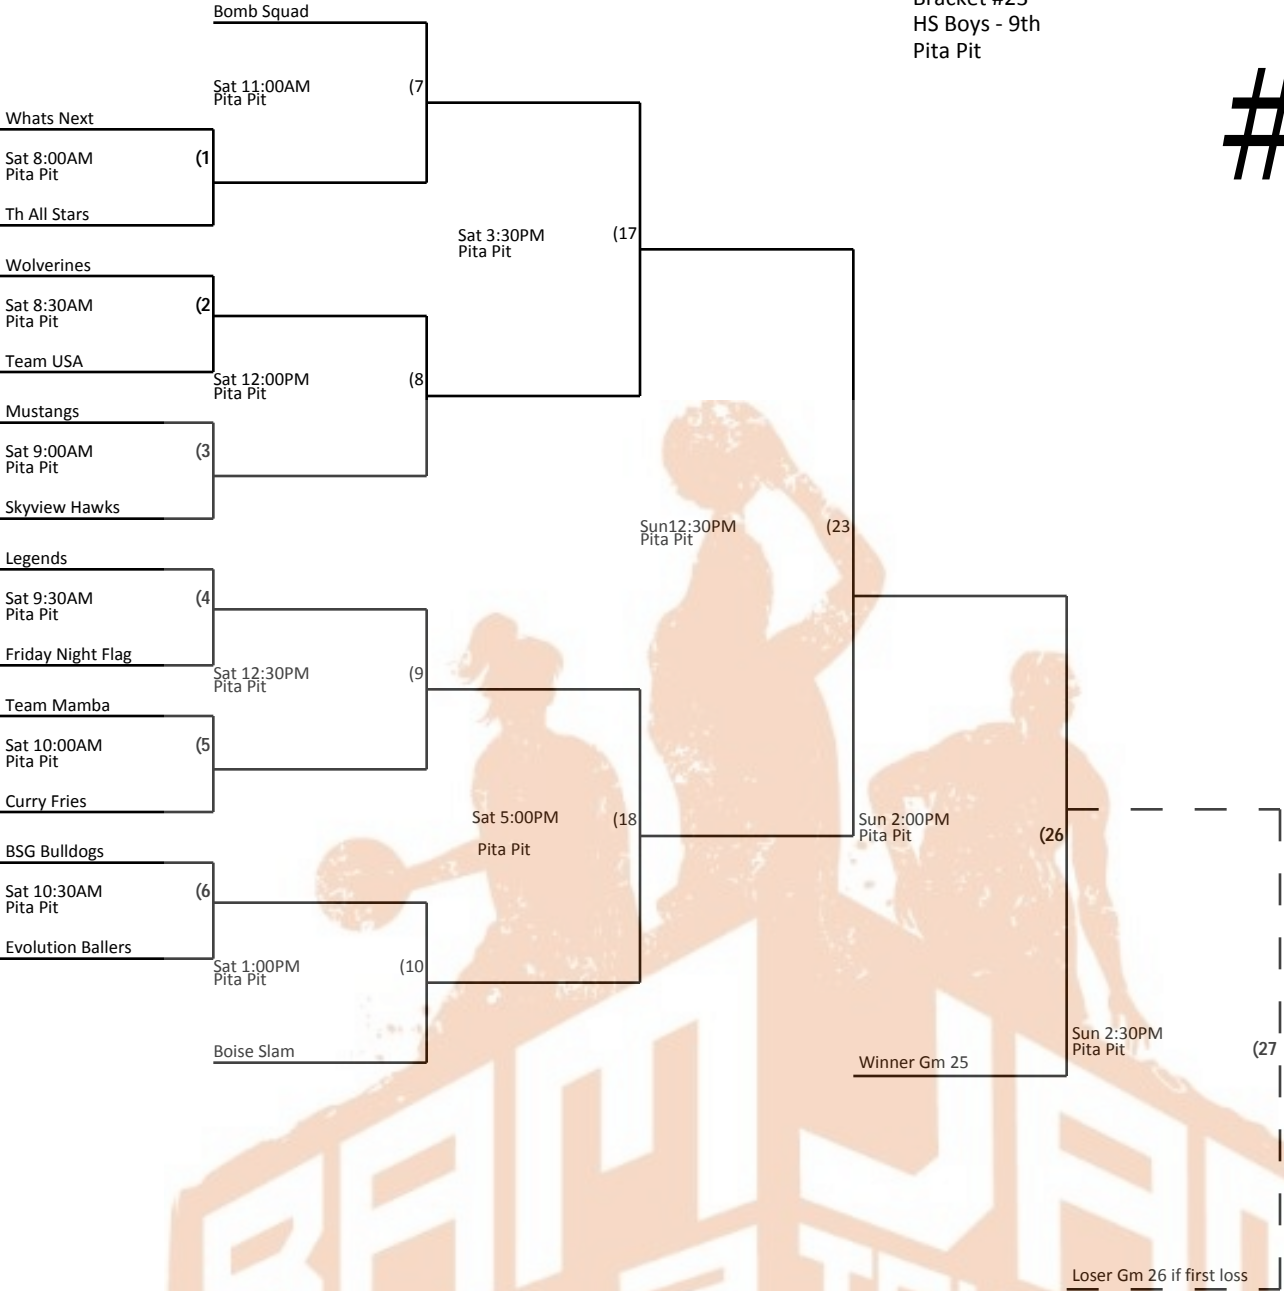 Bomb Squad
Bracket #25
HS Boys - 9th
Pita Pit
#
Sat 11:00AM
Pita Pit
(7
Whats Next
Sat 8:00AM
Pita Pit
(1
Th All Stars
Sat 3:30PM
Pita Pit
(17
Wolverines
Sat 8:30AM
Pita Pit
(2
Team USA
Sat 12:00PM
Pita Pit
(8
Mustangs
Sat 9:00AM
Pita Pit
(3
Skyview Hawks
Sun12:30PM
Pita Pit
(23
Legends
Sat 9:30AM
Pita Pit
(4
Friday Night Flag
Sat 12:30PM
Pita Pit
(9
Team Mamba
Sat 10:00AM
Pita Pit
(5
Curry Fries
Sat 5:00PM
Pita Pit
(18
Sun 2:00PM
Pita Pit
(26
BSG Bulldogs
Sat 10:30AM
Pita Pit
(6
Evolution Ballers
Sat 1:00PM
Pita Pit
(10
Boise Slam
Winner Gm 25
Sun 2:30PM
Pita Pit
(27
Loser Gm 26 if first loss